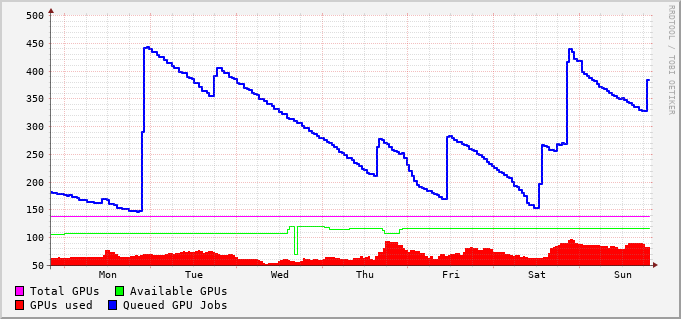 500
450
400
350
300
250
200
150
100
50
Mon Tue Wed Thu Fri Sat Sun
Total GPUs Available GPUs
GPUs used Queued GPU Jobs
RRDTOOL / TOBI OETIKER